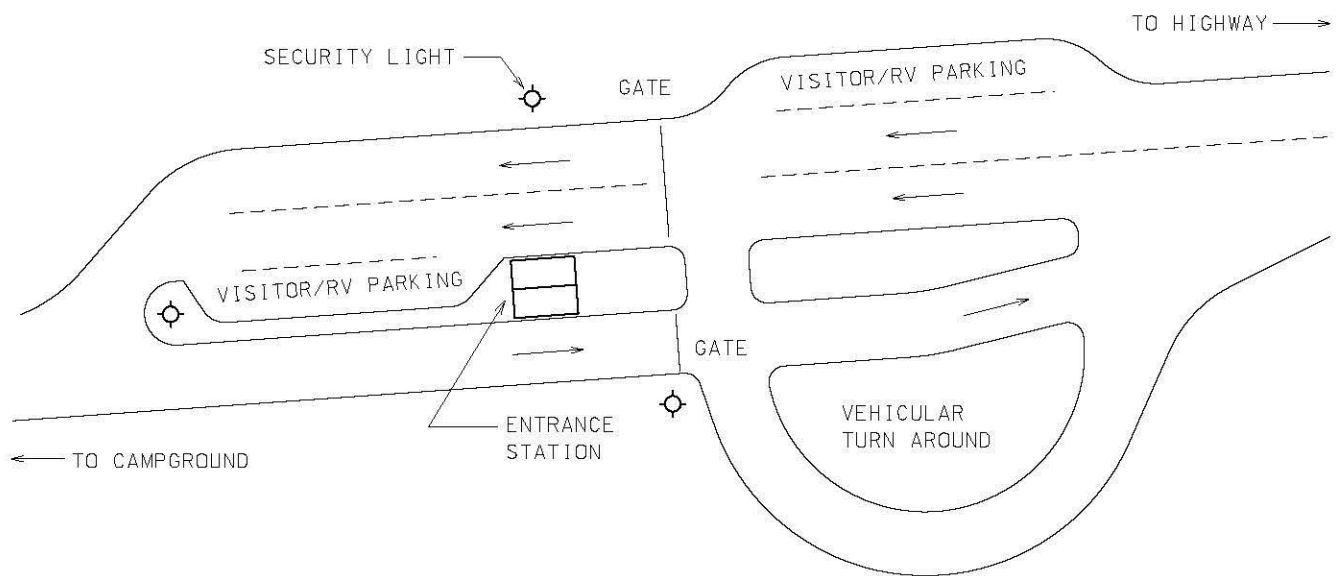 TO HIGHWAY
SECURITY LIGHT
GATE
VISITOR/RV PARKING
VISITOR/RV PARKING
GATE
ENTRANCE
STATION
VEHICULAR
TURN AROUND
TO CAMPGROUND